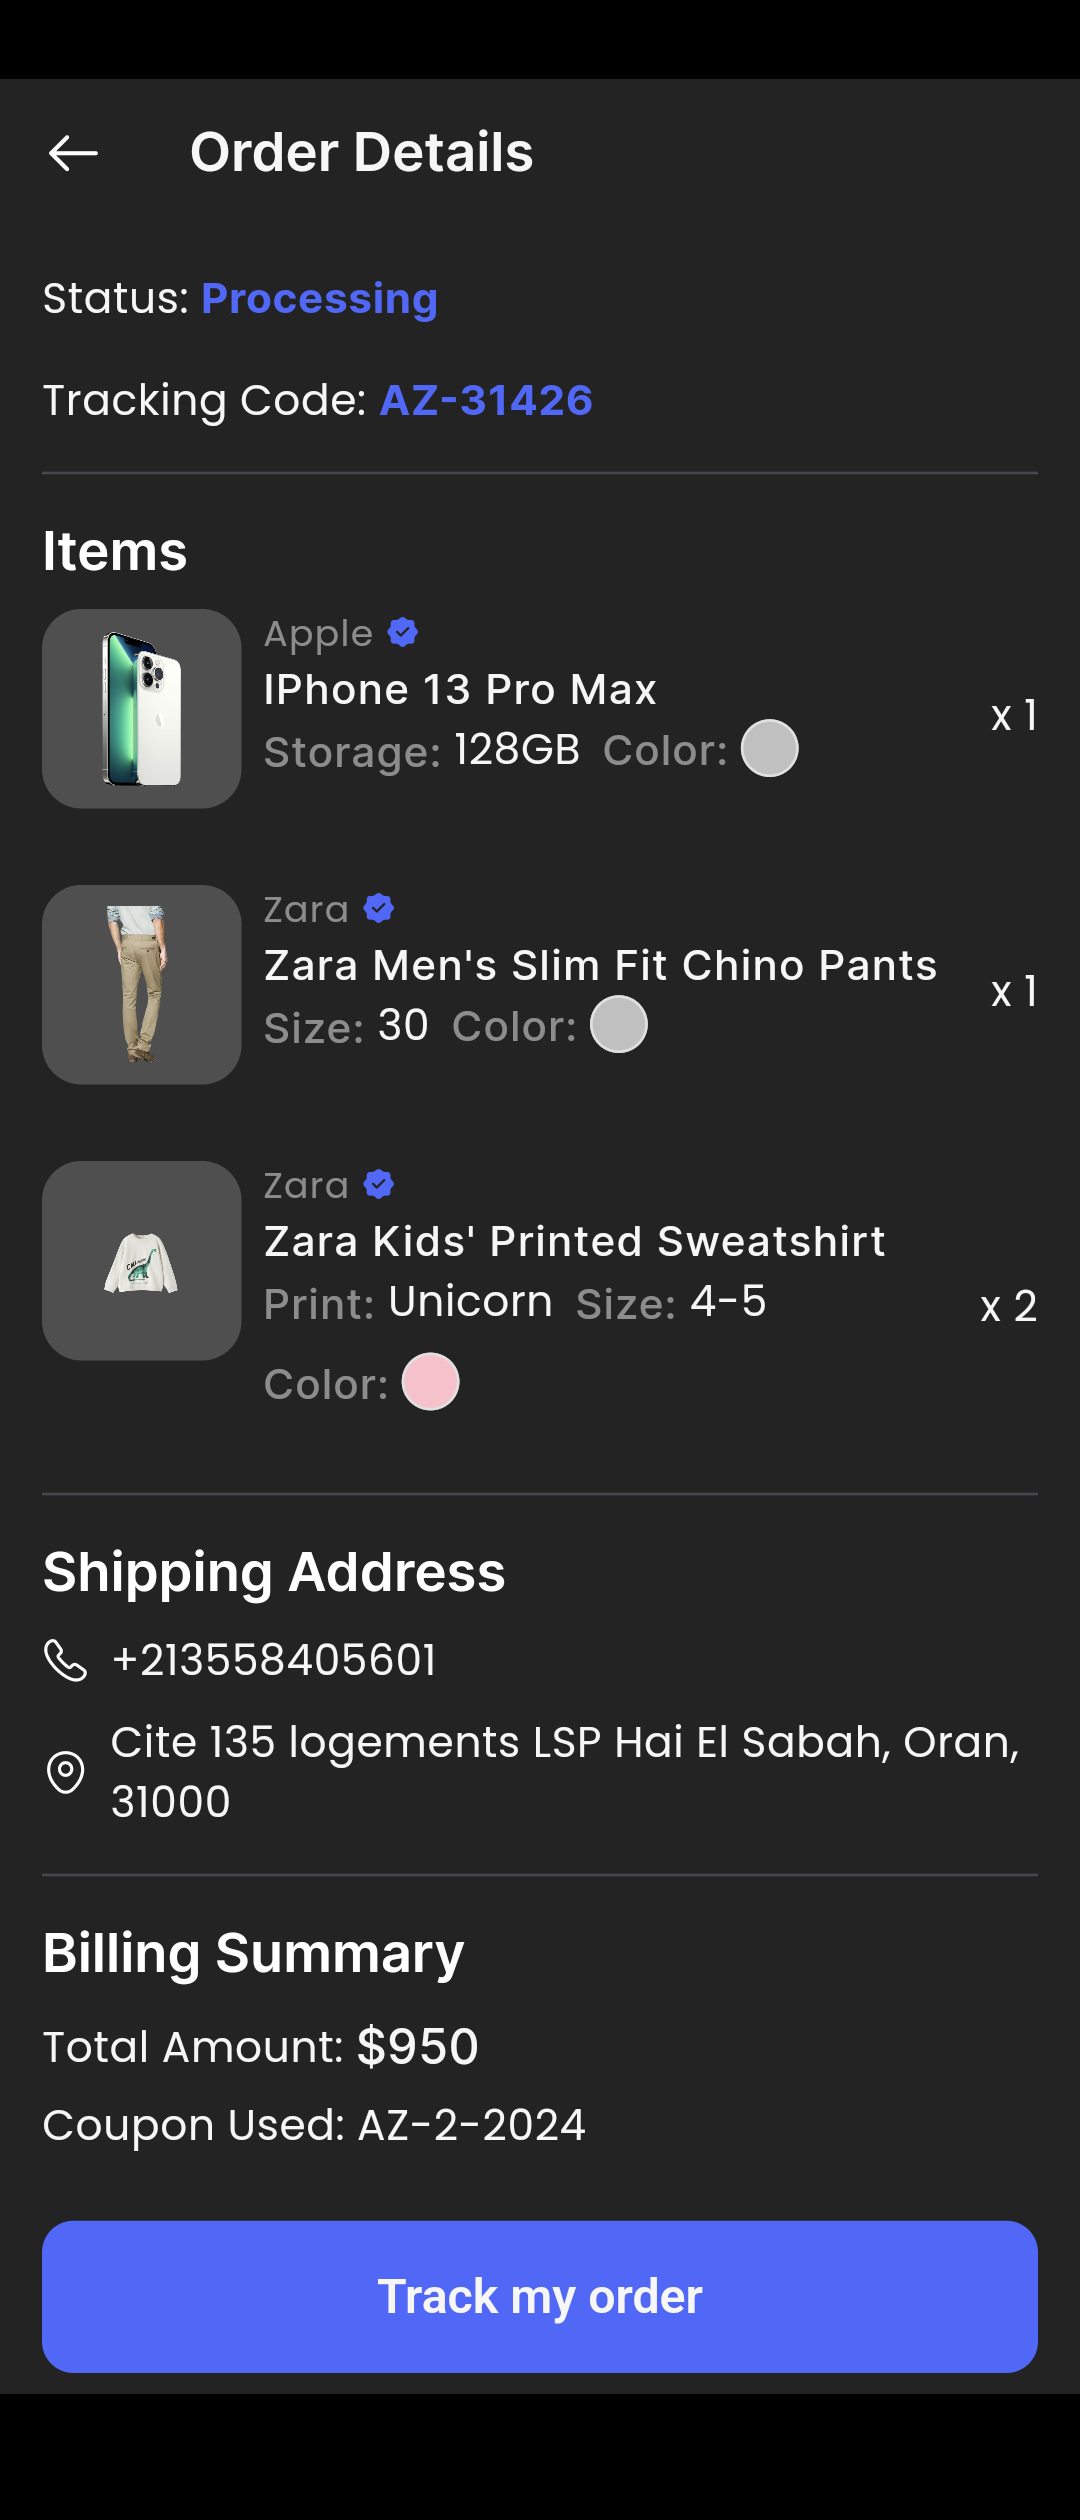 Order Details
Status: Processing
Tracking Code: AZ-31426
Items
Apple
IPhone 13 Pro Max
Storage: 128GB Color:
x 1
Zara
Zara Men's Slim Fit Chino Pants
Size: 30 Color:
x 1
Zara
Zara Kids' Printed Sweatshirt
Print: Unicorn Size: 4-5
x 2
Color:
Shipping Address
+213558405601
Cite 135 logements LSP Hai El Sabah, Oran,
31000
Billing Summary
Total Amount: $950
Coupon Used: AZ-2-2024
Track my order